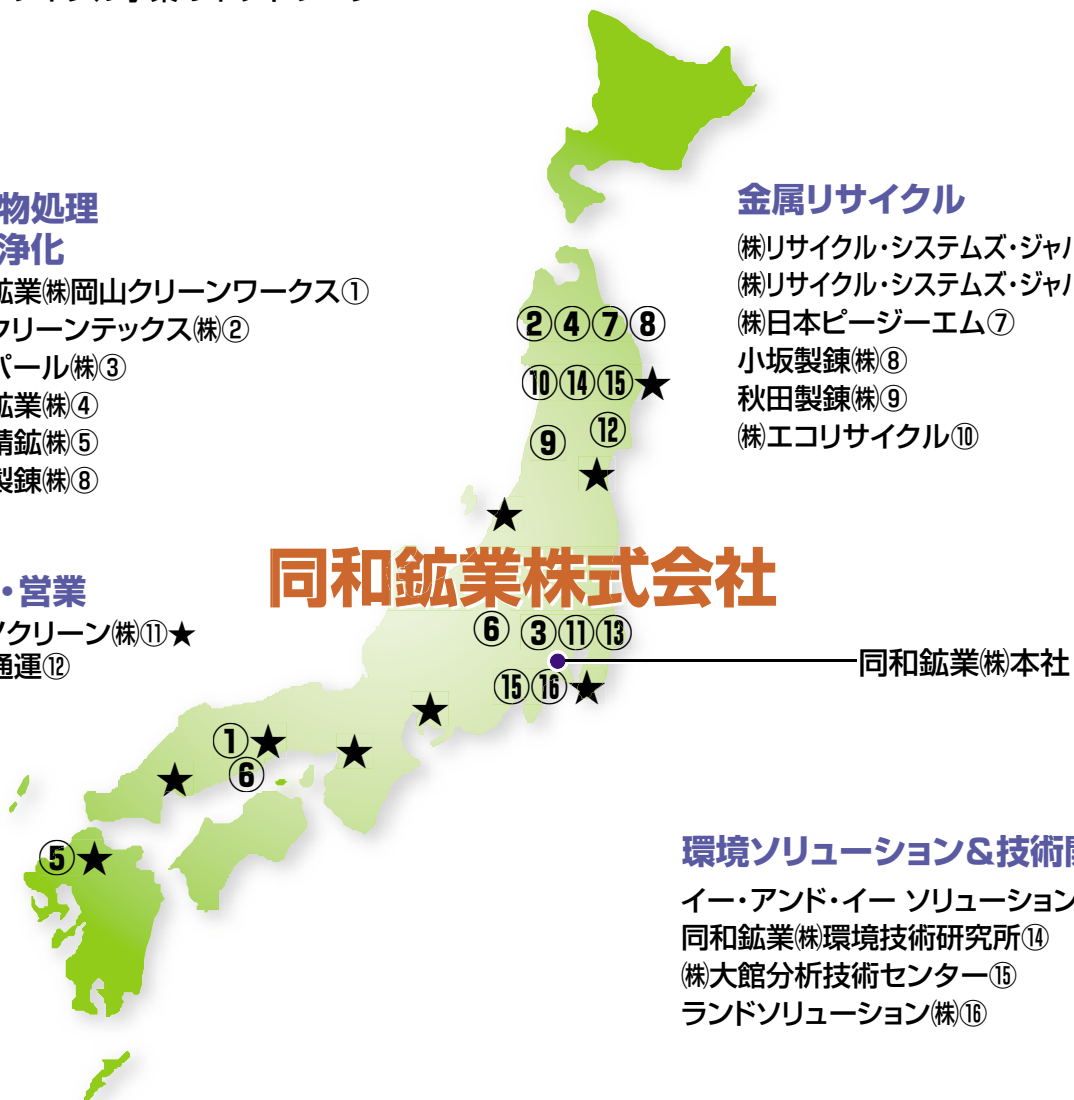 物処理
浄化
鉱業㈱岡山クリーンワークス①
クリーンテックス㈱②
パール㈱③
鉱業㈱④
精鉱㈱⑤
製錬㈱⑧
・営業
クリーン㈱⑪★
通運⑫
金属リサイクル
㈱リサイクル・システムズ・ジャパ
㈱リサイクル・システムズ・ジャパ
㈱日本ピージーエム⑦
小坂製錬㈱⑧
秋田製錬㈱⑨
㈱エコリサイクル⑩
②④⑦⑧
⑩⑭⑮★
⑨ ⑫
★
★
同和鉱業株式会社
⑥ ③⑪⑬
同和鉱業㈱本社
⑮⑯★
★
①★
★
⑥
★
⑤★
環境ソリューション&技術
イー・アンド・イー ソリューション
同和鉱業㈱環境技術研究所⑭
㈱大館分析技術センター⑮
ランドソリューション㈱⑯